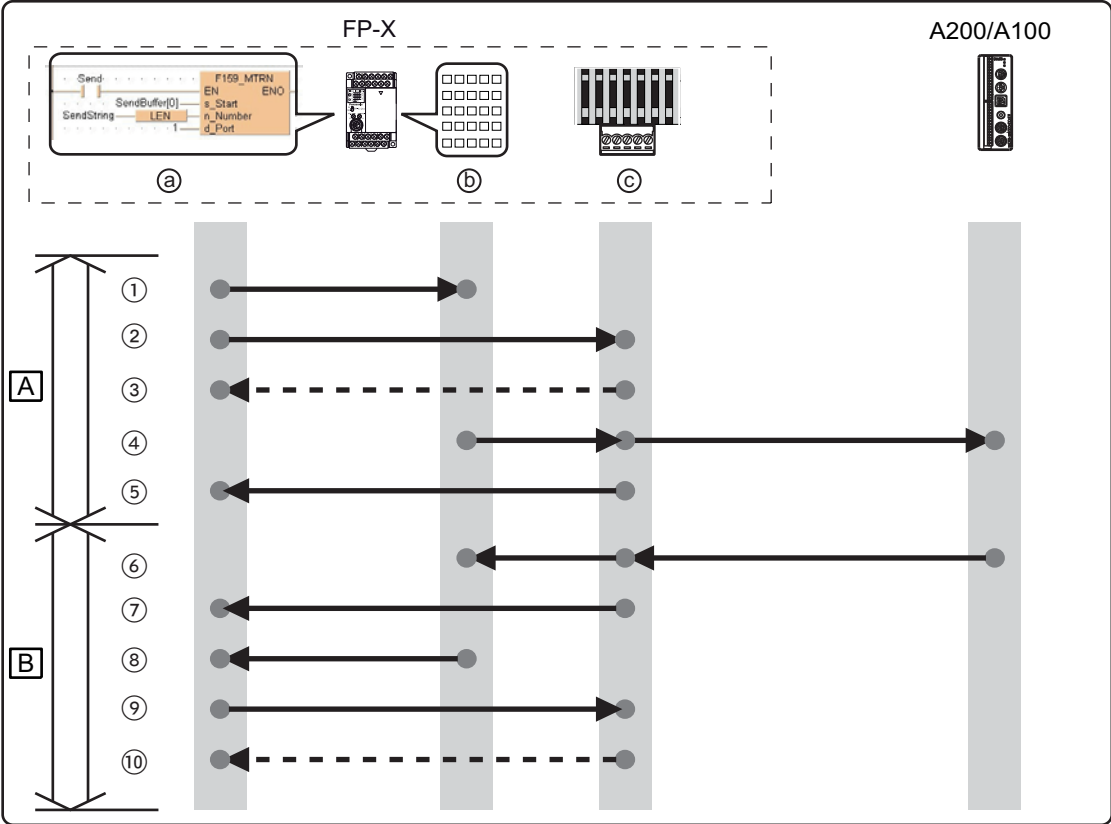 FP-X
A200/A100
Send
F159_MTRN
EN ENO
SendBuffer[0] s_Start
SendString LEN n_Number
1 d_Port
ⓐ
ⓑ
ⓒ
①
②
A
③
④
⑤
⑥
⑦
B
⑧
⑨
⑩